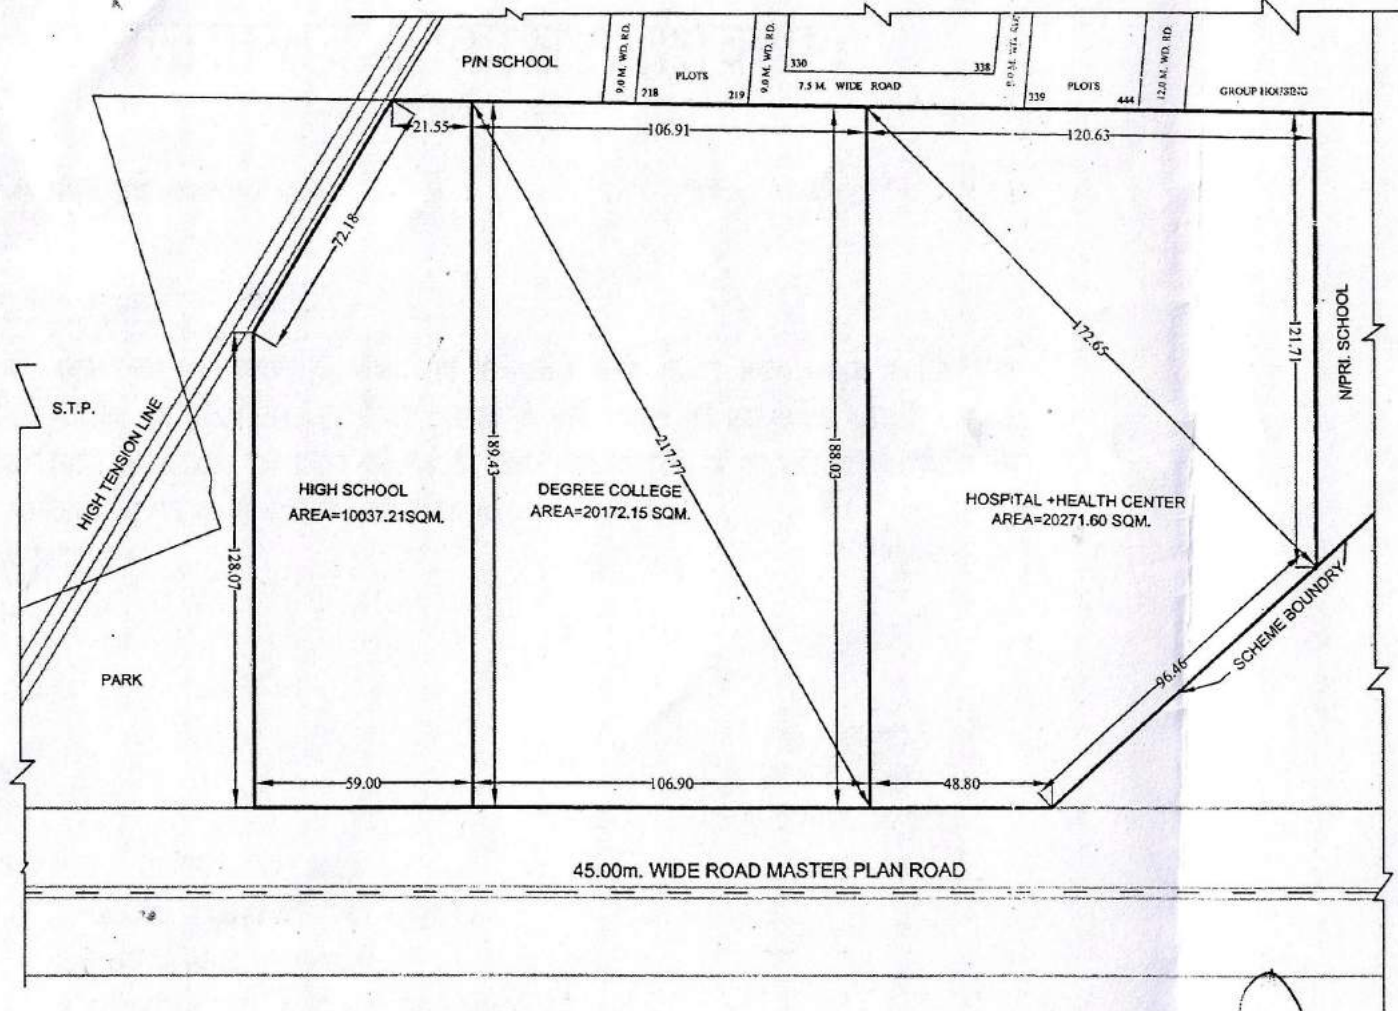 P/N SCHOOL
9.0 M. WD. RD.
218
PLOTS
219
9.0 M. WD. RD.
330
338
7.5 M. WIDE ROAD
339
PLOTS
444
12.0 M. WD. RD.
GROUP HOUSING
21.55
106.91
120.63
72.18
172.65
121.71
N/PRI. SCHOOL
S.T.P.
HIGH TENSION LINE
189.43
217.77
188.03
HIGH SCHOOL
AREA=10037.21SQM.
DEGREE COLLEGE
AREA=20172.15 SQM.
HOSPITAL +HEALTH CENTER
AREA=20271.60 SQM.
128.07
PARK
96.46
SCHEME BOUNDRY
59.00
106.90
48.80
45.00m. WIDE ROAD MASTER PLAN ROAD